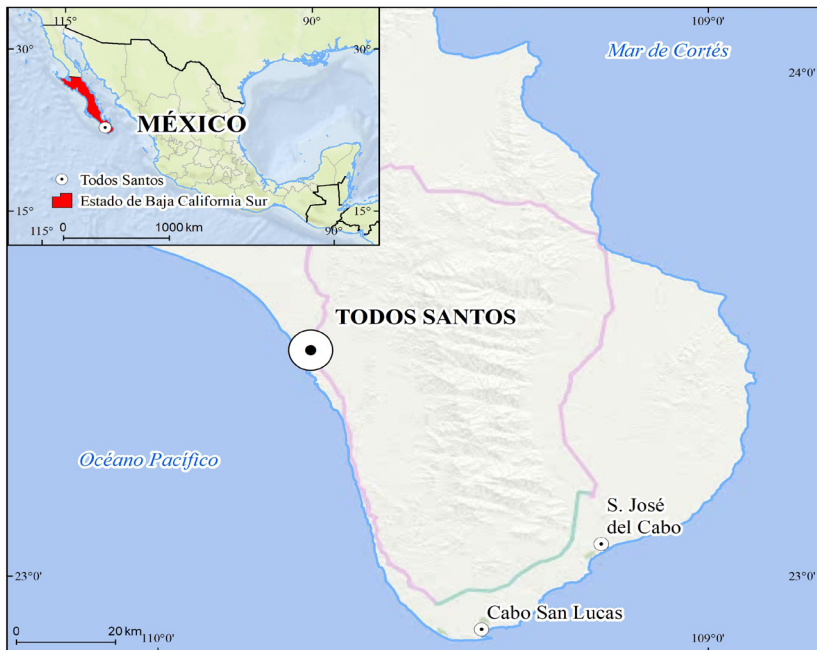 115°
90°
109°
30°
30°
Mar de Cortés
24°0'
MÉXICO
Todos Santos
Estado de Baja California Sur
15°
15°
0
1000 km
115°
90°
TODOS SANTOS
Océano Pacífico
S. José
del Cabo
23°0'
23°0'
Cabo San Lucas
0
20 km
110°0'
109°0'